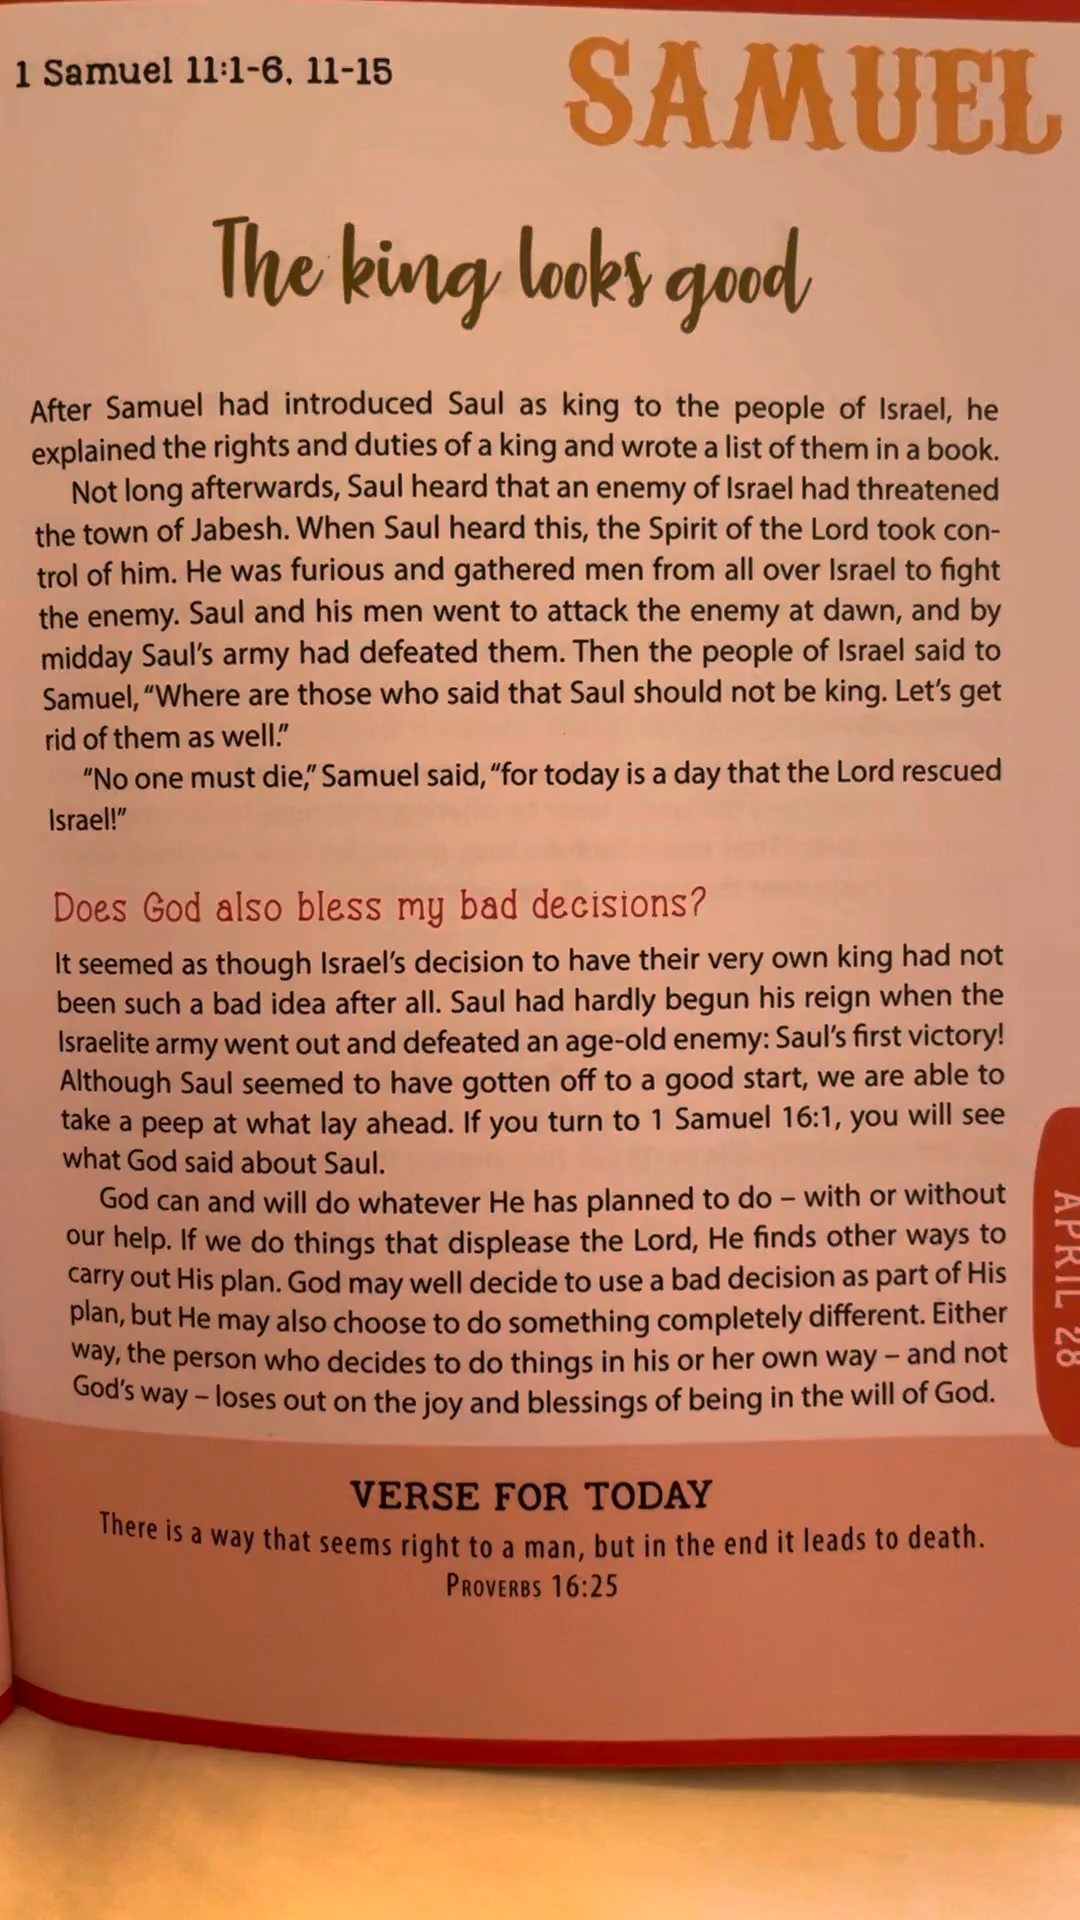 1 Samuel 11:1-6, 11-15
SAMUEL
The king looks good
After Samuel had introduced Saul as king to the people of Israel, he
explained the rights and duties of a king and wrote a list of them in a book.
Not long afterwards, Saul heard that an enemy of Israel had threatened
the town of Jabesh. When Saul heard this, the Spirit of the Lord took con-
trol of him. He was furious and gathered men from all over Israel to fight
the enemy. Saul and his men went to attack the enemy at dawn, and by
midday Saul's army had defeated them. Then the people of Israel said to
Samuel, “Where are those who said that Saul should not be king. Let's get
rid of them as well.”
“No one must die,” Samuel said, “for today is a day that the Lord rescued
Israel!”
Does God also bless my bad decisions?
It seemed as though Israel's decision to have their very own king had not
been such a bad idea after all. Saul had hardly begun his reign when the
Israelite army went out and defeated an age-old enemy: Saul's first victory!
Although Saul seemed to have gotten off to a good start, we are able to
take a peep at what lay ahead. If you turn to 1 Samuel 16:1, you will see
what God said about Saul.
God can and will do whatever He has planned to do – with or without
our help. If we do things that displease the Lord, He finds other ways to
carry out His plan. God may well decide to use a bad decision as part of His
plan, but He may also choose to do something completely different. Either
way, the person who decides to do things in his or her own way – and not
God's way – loses out on the joy and blessings of being in the will of God.
APRIL 28
VERSE FOR TODAY
There is a way that seems right to a man, but in the end it leads to death.
PROVERBS 16:25